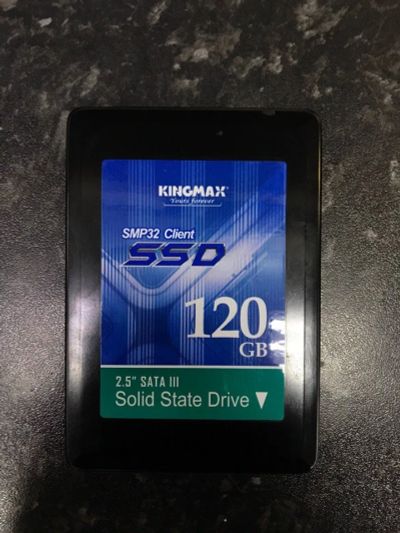 KINGMAX
Yours forever
SMP32 Client
SSD
120
GB
2.5" SATA III
Solid State Drive ▼